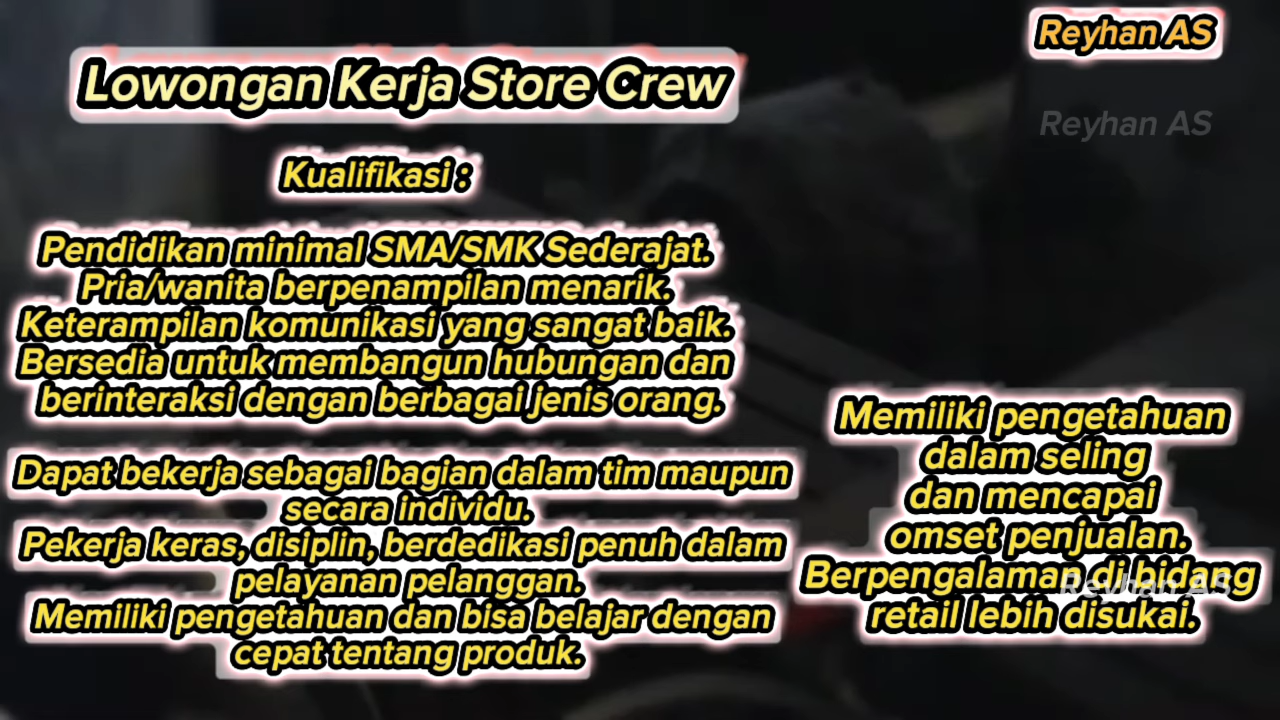 Reyhan AS
Lowongan Kerja Store Crew
Reyhan AS
Kualifikasi :
Pendidikan minimal SMA/SMK Sederajat.
Pria/wanita berpenampilan menarik.
Keterampilan komunikasi yang sangat baik.
Bersedia untuk membangun hubungan dan
berinteraksi dengan berbagai jenis orang.
Dapat bekerja sebagai bagian dalam tim maupun
secara individu.
Pekerja keras, disiplin, berdedikasi penuh dalam
pelayanan pelanggan.
Memiliki pengetahuan dan bisa belajar dengan
cepat tentang produk.
Memiliki pengetahuan
dalam seling
dan mencapai
omset penjualan.
Berpengalaman di bidang
retail lebih disukai.
Reyhan AS